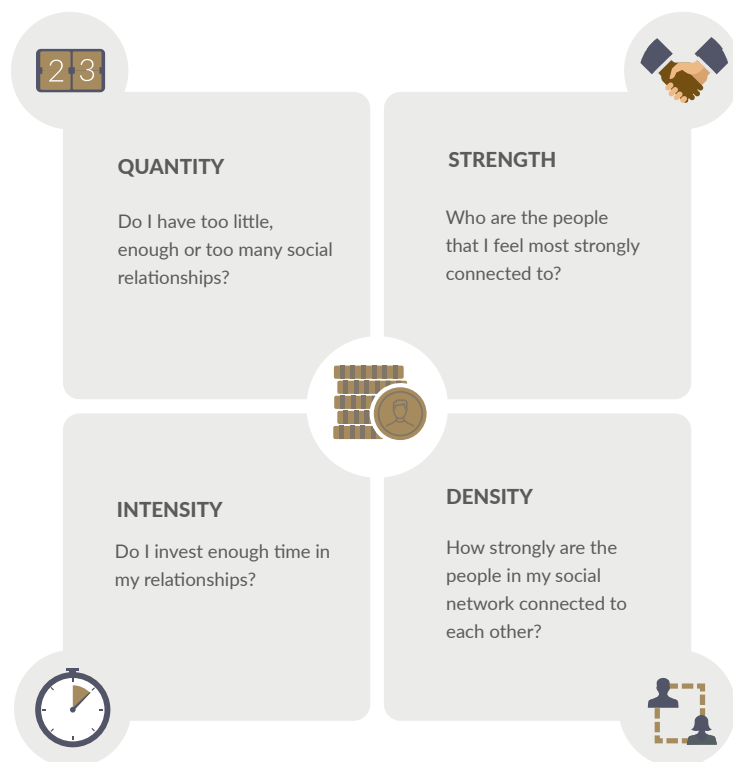 23
QUANTITY
Do I have too little,
enough or too many social
relationships?
STRENGTH
Who are the people
that I feel most strongly
connected to?
INTENSITY
Do I invest enough time in
my relationships?
DENSITY
How strongly are the
people in my social
network connected to
each other?